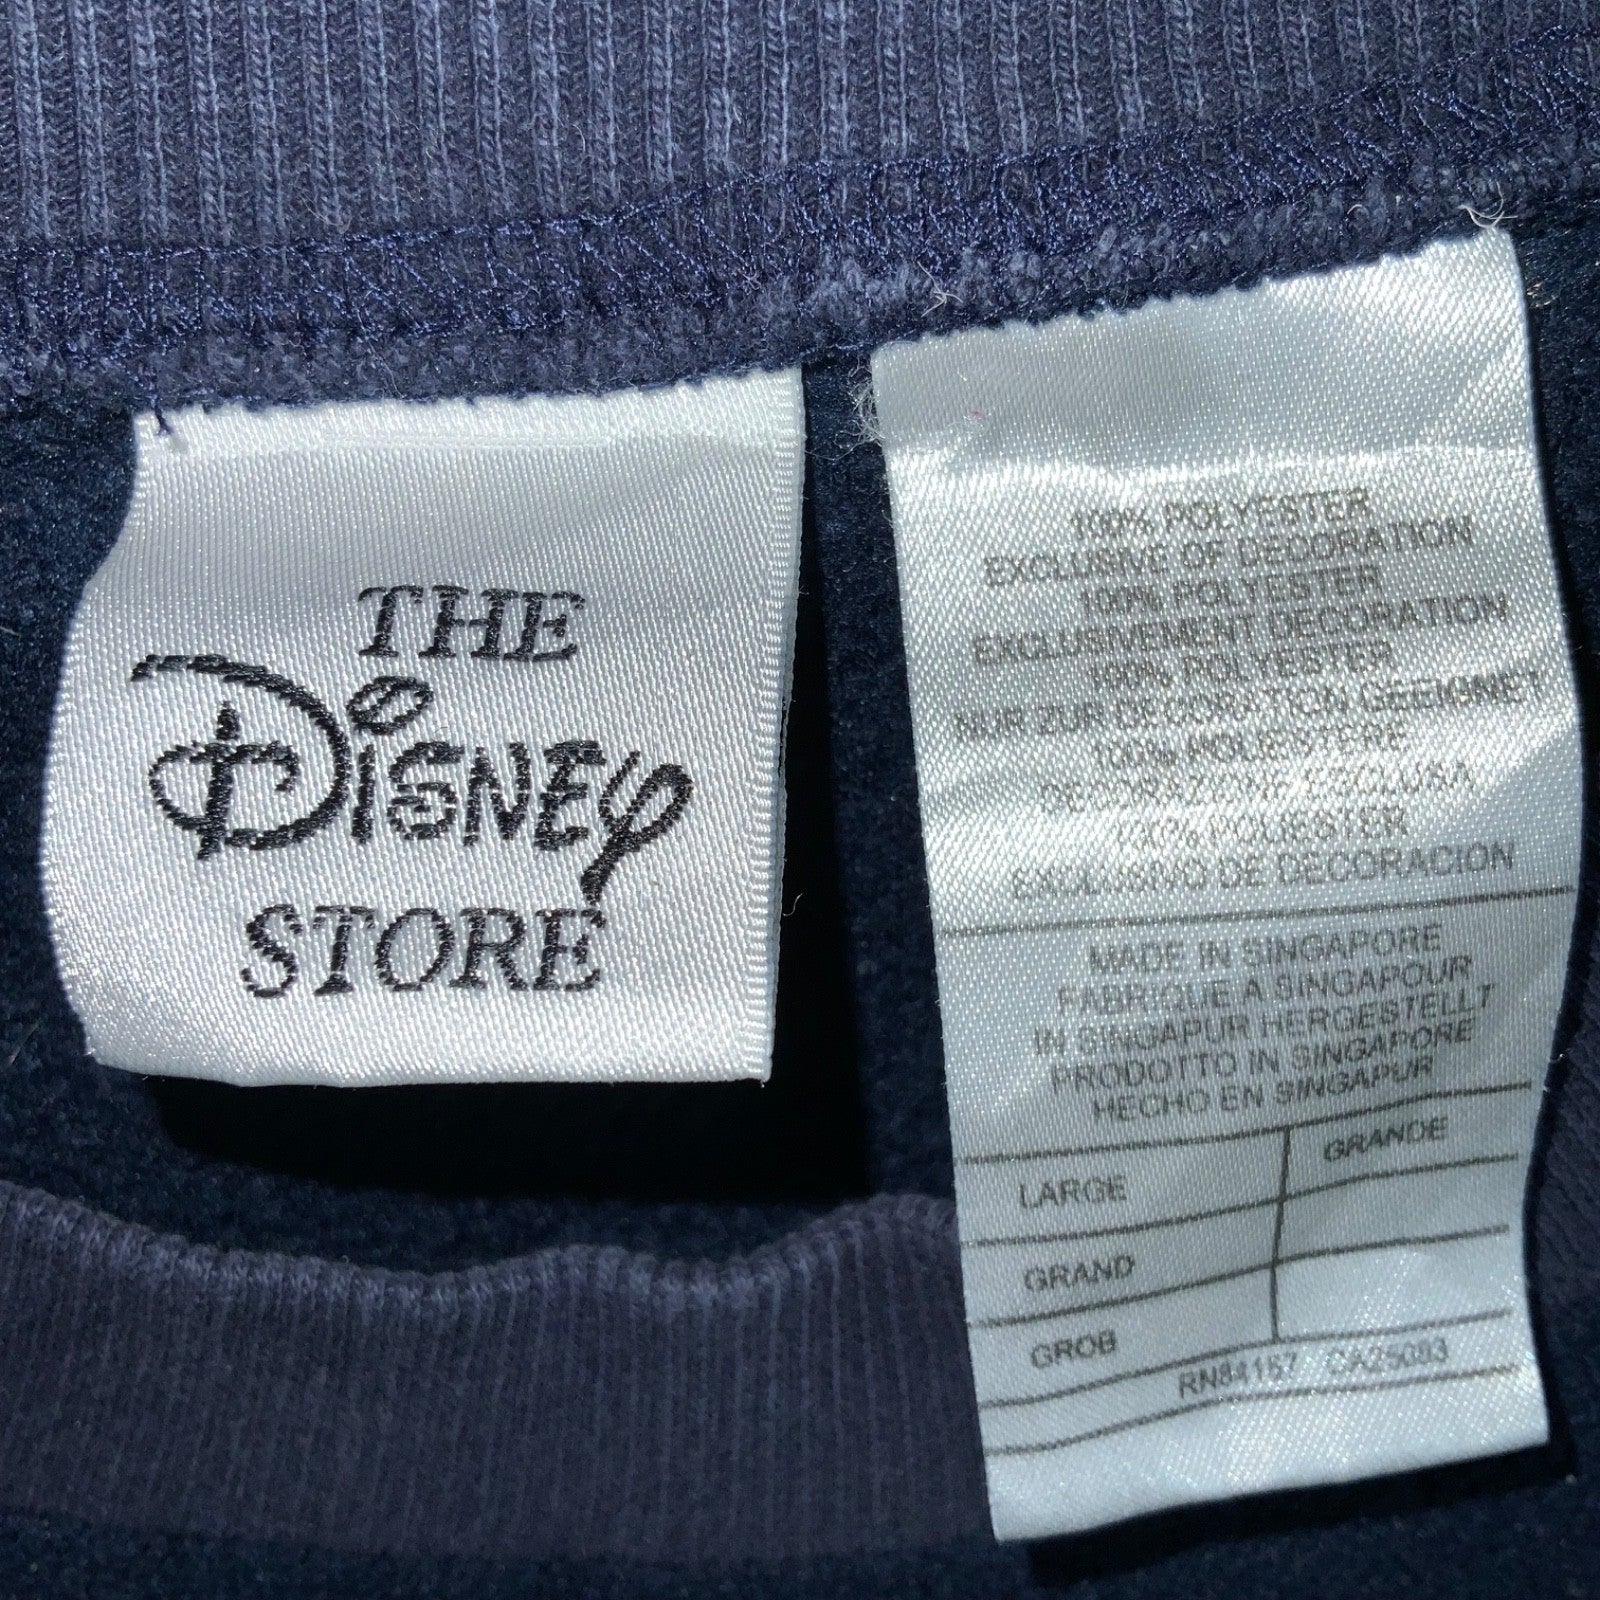 THE
Disney
STORE
100% POLYESTER
EXCLUSIVE OF DECORATION
100% POLYESTER
EXCLUSIVEMENT DECORATION
100% POLYESTER
NUR ZUR DECORATION GEEIGNET
100% POLIESTERE
DECORAZIONE ESCLUSA
100% POLIESTER
EXCLUSIVO DE DECORACION
MADE IN SINGAPORE
FABRIQUE A SINGAPOUR
IN SINGAPUR HERGESTELLT
PRODOTTO IN SINGAPORE
HECHO EN SINGAPUR
LARGE
GRANDE
GRAND
GROB
RN84167 CA25083